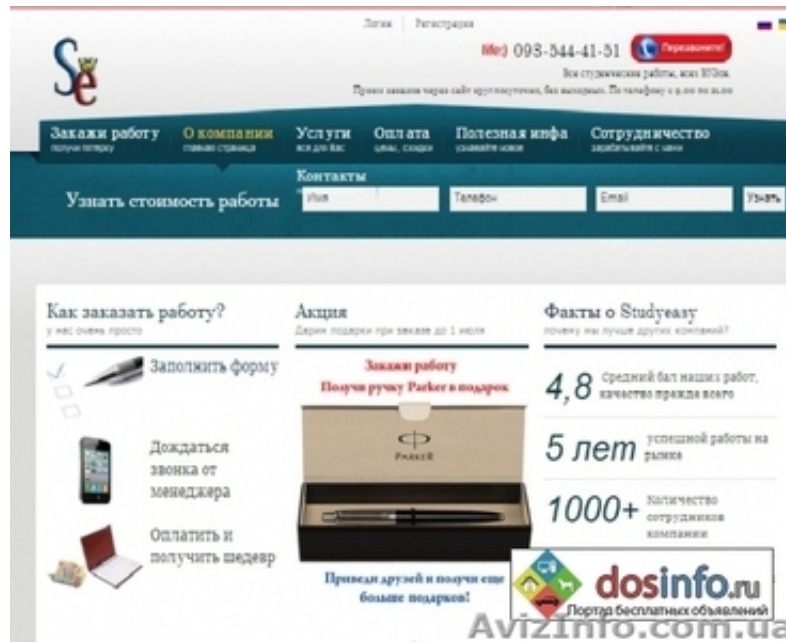 Логин Регистрация
life:) 093-544-41-51 Перезвоните!
Все студенческие работы, всех ВУЗов.
Прием заказов через сайт круглосуточно, без выходных. По телефону с 9.00 по 21.00
Закажи работу О компании Услуги Оплата Полезная инфа Сотрудничество
получи пятерку главная страница все для Вас цены, скидки узнавайте новое зарабатывайте с нами
Контакты
Узнать стоимость работы Имя Телефон Email Узнать
Как заказать работу?
у нас очень просто
Заполнить форму
Дождаться
звонка от
менеджера
Оплатить и
получить шедевр
Акция
Дарим подарки при заказе до 1 июля
Закажи работу
Получи ручку Parker в подарок
PARKER
Приведи друзей и получи еще
больше подарков!
Факты о Studyeasy
почему мы лучше других компаний?
4,8 Средний бал наших работ,
качество прежде всего
5 лет успешной работы на
рынке
1000+ Количество
сотрудников
компании
dosinfo.ru
Портал бесплатных объявлений
AvizInfo.com.ua